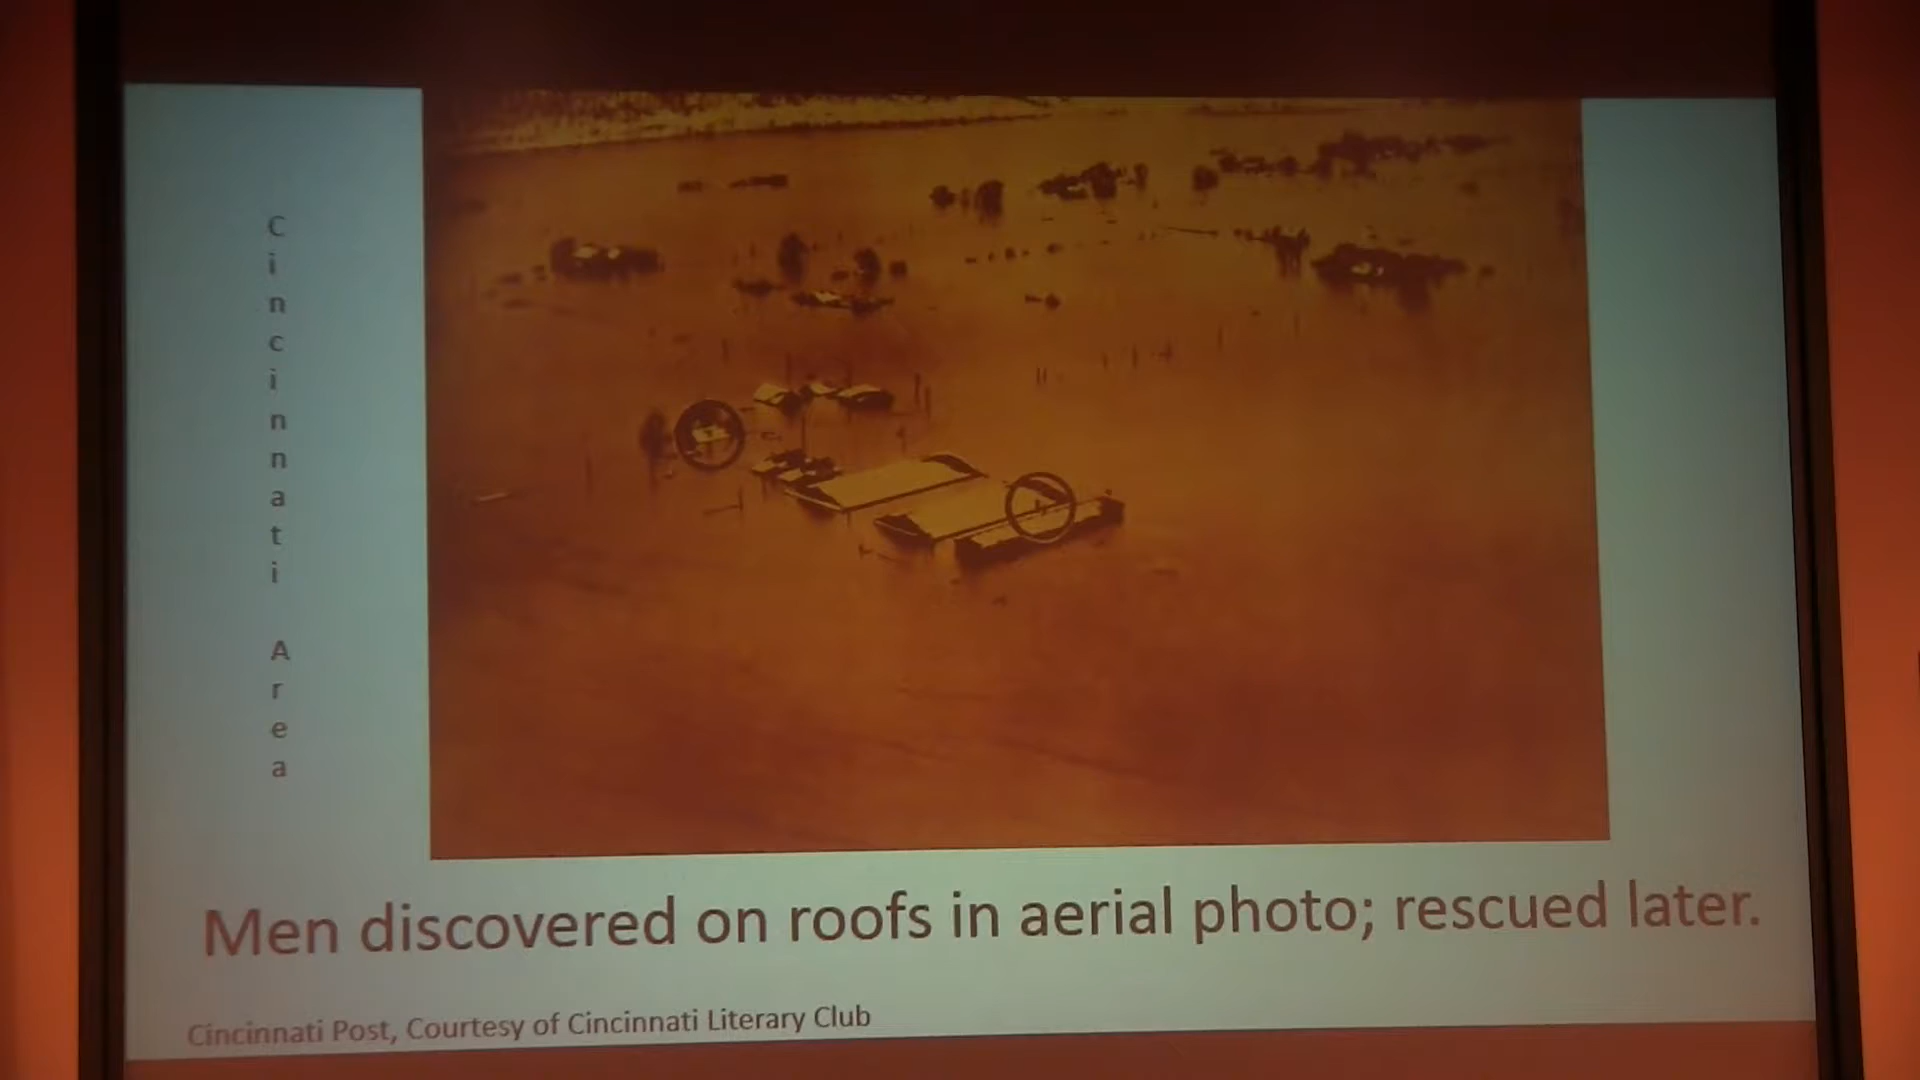 Cincinnati Area
Men discovered on roofs in aerial photo; rescued later.
Cincinnati Post, Courtesy of Cincinnati Literary Club